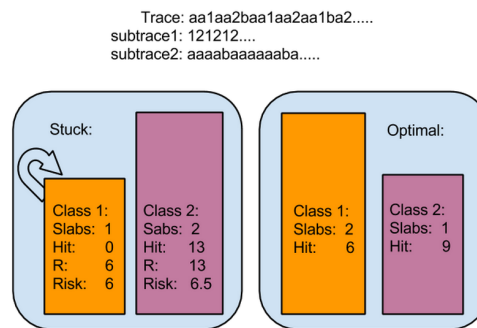 Trace: aa1aa2baa1aa2aa1ba2.....
subtrace1: 121212....
subtrace2: aaaabaaaaaaba.....
Stuck:
Class 1:
Slabs: 1
Hit: 0
R: 6
Risk: 6
Class 2:
Sabs: 2
Hit: 13
R: 13
Risk: 6.5
Optimal:
Class 1:
Slabs: 2
Hit: 6
Class 2:
Slabs: 1
Hit: 9